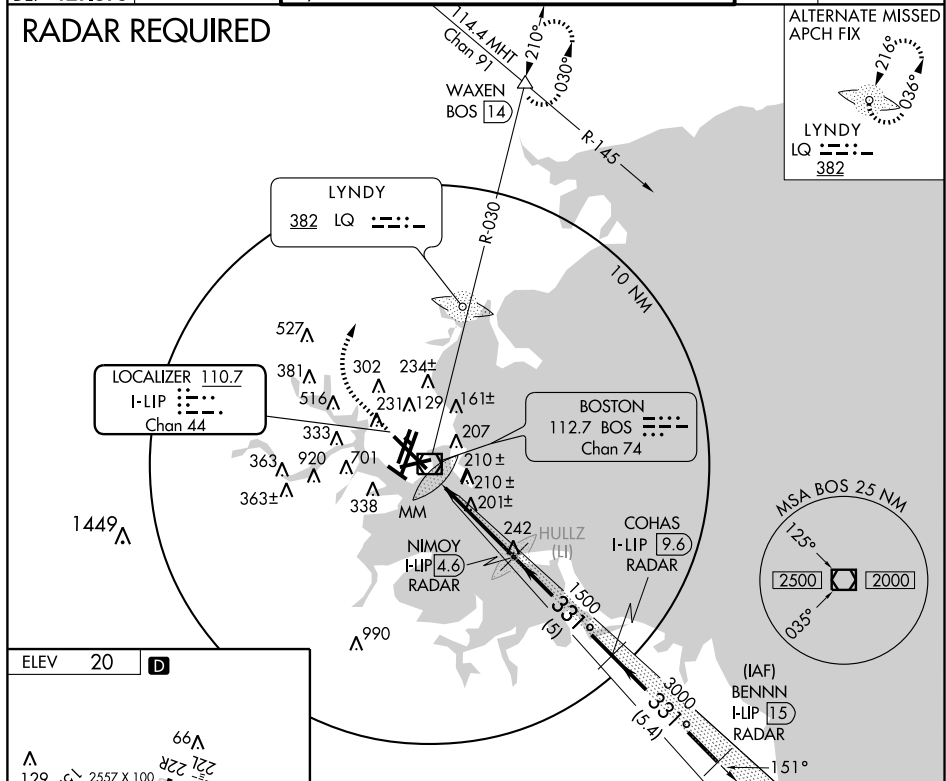 RADAR REQUIRED
114.4 MHT
Chan 91
210°
030°
WAXEN
BOS 14
R-145
ALTERNATE MISSED
APCH FIX
216°
036°
LYNDY
LQ
382
LYNDY
382 LQ
R-030
10 NM
527
381
302
234±
516
231
129
161±
LOCALIZER 110.7
I-LIP
Chan 44
BOSTON
112.7 BOS
Chan 74
333
207
363
920
701
210±
210±
363±
338
201±
MM
1449
242
HULLZ
(LI)
NIMOY
I-LIP 4.6
RADAR
COHAS
I-LIP 9.6
RADAR
MSA BOS 25 NM
125°
2500
2000
035°
1500
331°
(5)
990
3000
331°
(5.4)
(IAF)
BENNN
I-LIP 15
RADAR
151°
ELEV 20 D
66
129
2557 X 100
22R
22L